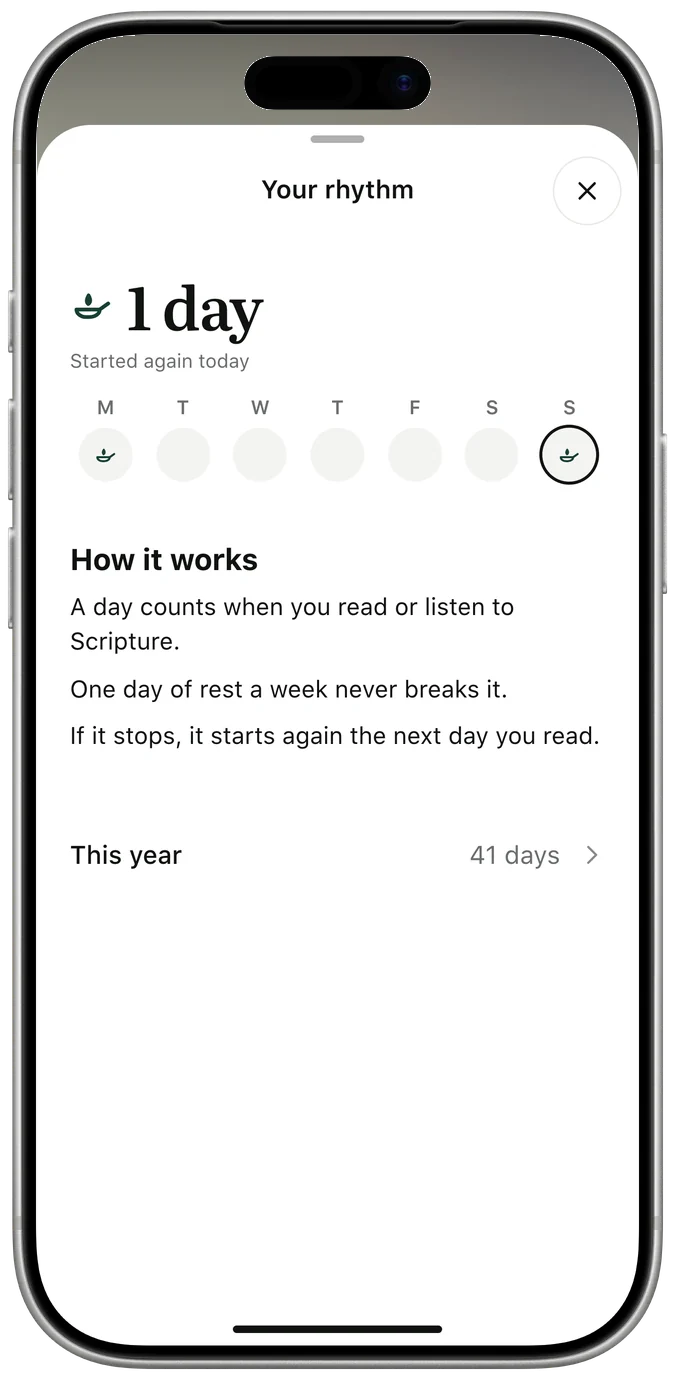 Your rhythm
1 day
Started again today
M T W T F S S
How it works
A day counts when you read or listen to
Scripture.
One day of rest a week never breaks it.
If it stops, it starts again the next day you read.
This year 41 days